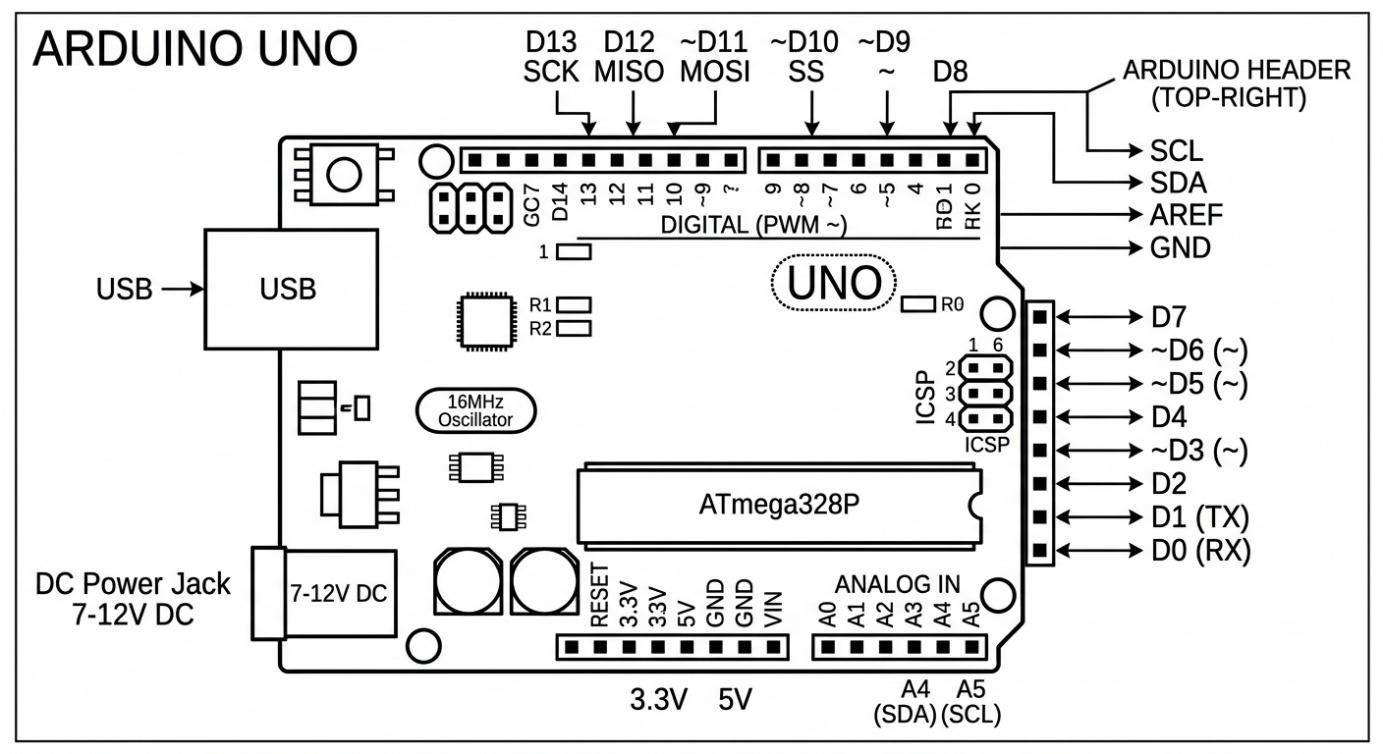 ARDUINO UNO
D13 D12 ~D11 ~D10 ~D9
SCK MISO MOSI SS ~ D8
ARDUINO HEADER
(TOP-RIGHT)
SCL
SDA
AREF
GND
GC7 D14 13 12 11 10 ~9 ? 9 ~8 ~7 6 ~5 4
DIGITAL (PWM ~)
1
UNO
USB
USB
R1
R2
R0
D7
~D6 (~)
~D5 (~)
D4
~D3 (~)
D2
D1 (TX)
D0 (RX)
1 6
2
3
4
ICSP
ICSP
16MHz
Oscillator
ATmega328P
DC Power Jack
7-12V DC
7-12V DC
RESET 3.3V 33V 5V GND GND VIN
ANALOG IN
A0 A1 A2 A3 A4 A5
3.3V 5V
A4 A5
(SDA) (SCL)